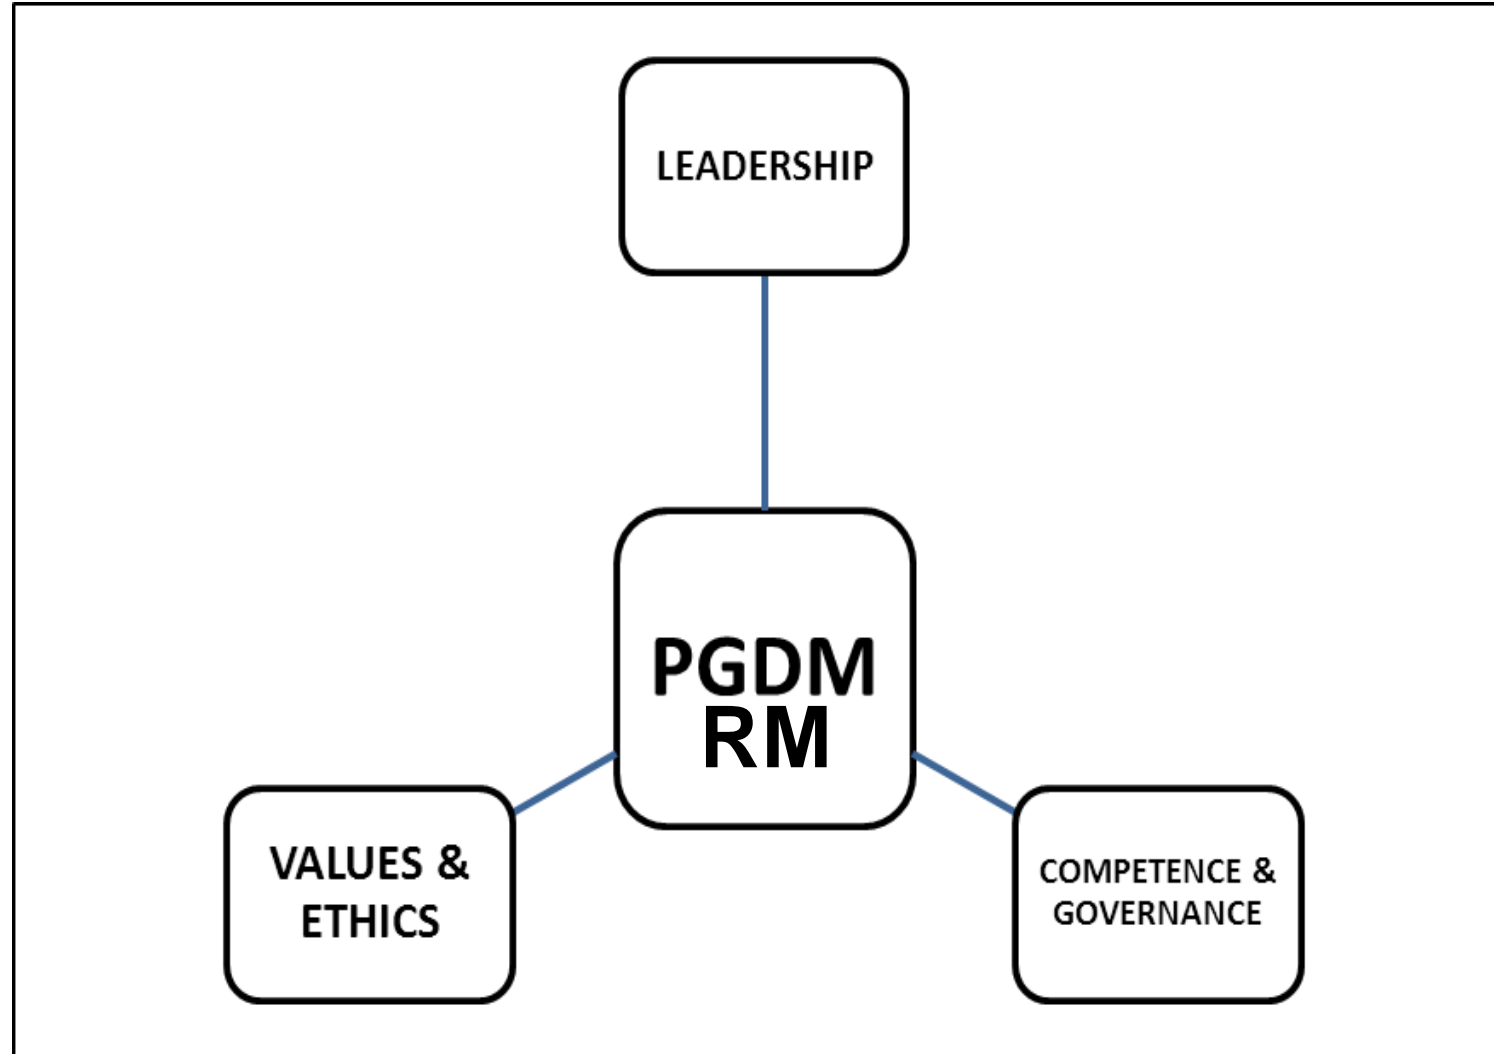 LEADERSHIP
PGDM
RM
VALUES &
ETHICS
COMPETENCE &
GOVERNANCE